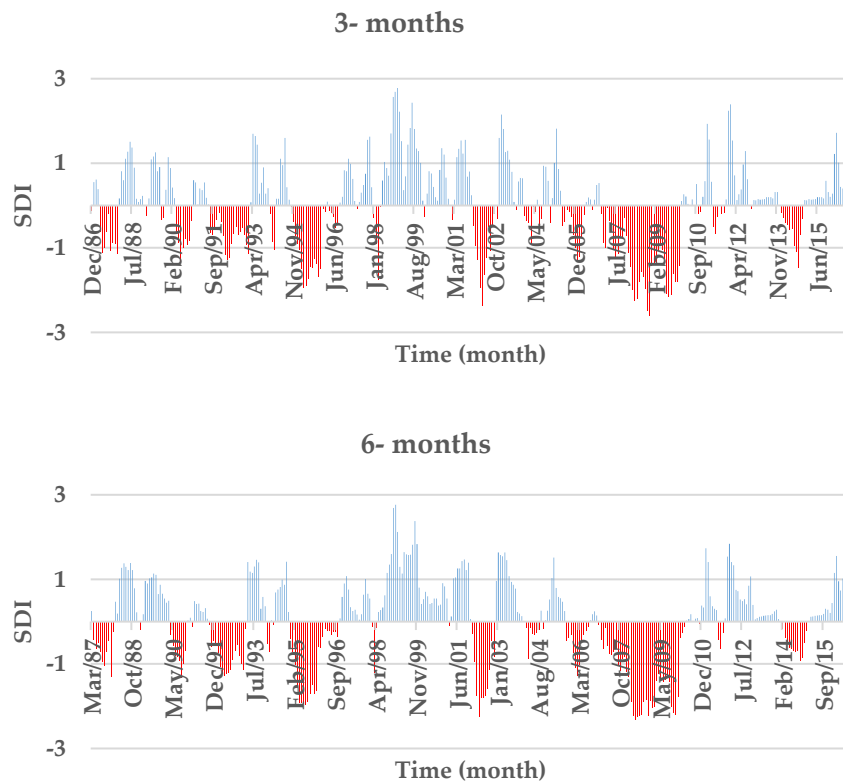 3- months
3
1
-1
-3
SDI
Dec/86
Jul/88
Feb/90
Sep/91
Apr/93
Nov/94
Jun/96
Jan/98
Aug/99
Mar/01
Oct/02
May/04
Dec/05
Jul/07
Feb/09
Sep/10
Apr/12
Nov/13
Jun/15
Time (month)
6- months
3
1
-1
-3
SDI
Mar/87
Oct/88
May/90
Dec/91
Jul/93
Feb/95
Sep/96
Apr/98
Nov/99
Jun/01
Jan/03
Aug/04
Mar/06
Oct/07
May/09
Dec/10
Jul/12
Feb/14
Sep/15
Time (month)